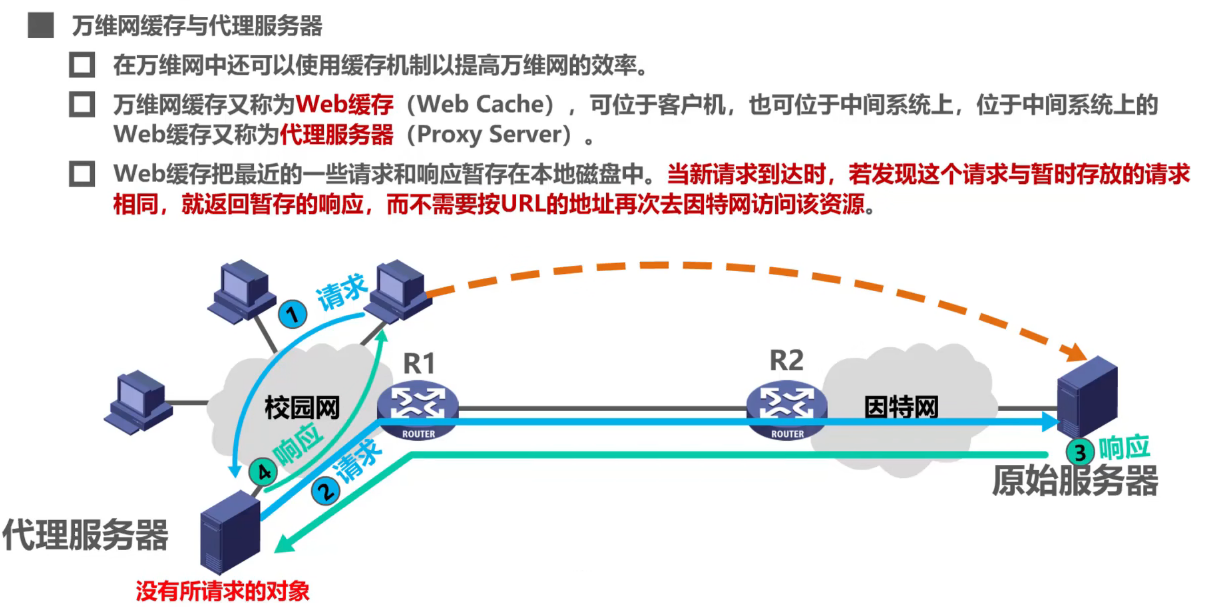 万维网缓存与代理服务器
在万维网中还可以使用缓存机制以提高万维网的效率。
万维网缓存又称为Web缓存（Web Cache），可位于客户机，也可位于中间系统上，位于中间系统上的
Web缓存又称为代理服务器（Proxy Server）。
Web缓存把最近的一些请求和响应暂存在本地磁盘中。当新请求到达时，若发现这个请求与暂时存放的请求
相同，就返回暂存的响应，而不需要按URL的地址再次去因特网访问该资源。
1 请求
R1
R2
校园网
因特网
ROUTER
ROUTER
4 响应
2 请求
3 响应
原始服务器
代理服务器
没有所请求的对象